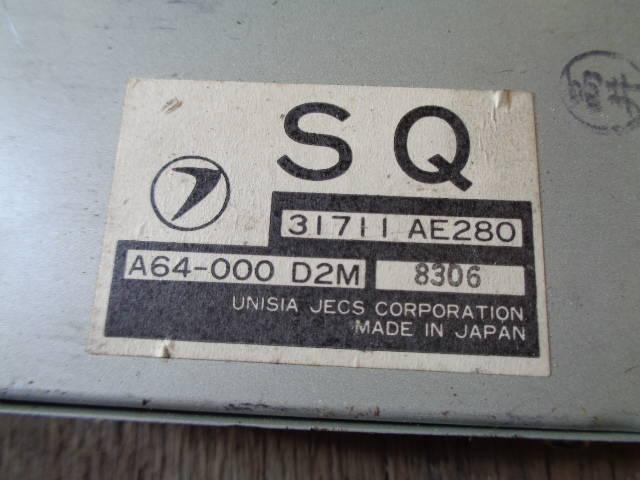 SQ
31711 AE280
A64-000 D2M 8306
UNISIA JECS CORPORATION
MADE IN JAPAN